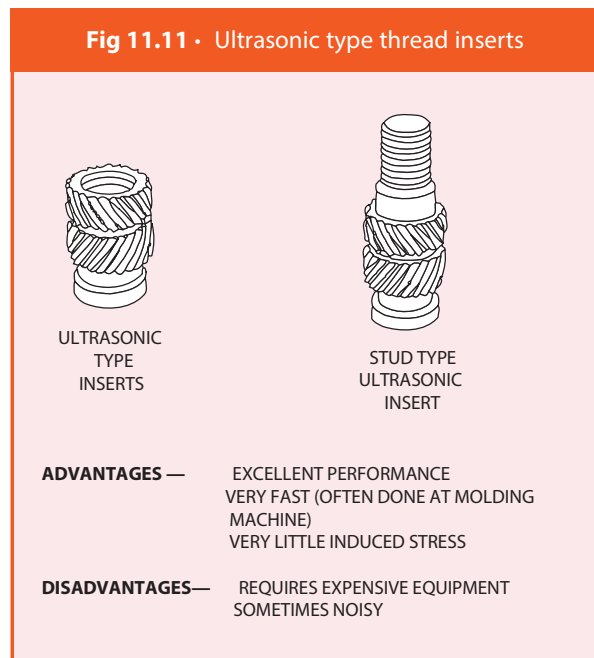 Fig 11.11 • Ultrasonic type thread inserts
ULTRASONIC
TYPE
INSERTS
STUD TYPE
ULTRASONIC
INSERT
ADVANTAGES — EXCELLENT PERFORMANCE
VERY FAST (OFTEN DONE AT MOLDING
MACHINE)
VERY LITTLE INDUCED STRESS
DISADVANTAGES— REQUIRES EXPENSIVE EQUIPMENT
SOMETIMES NOISY